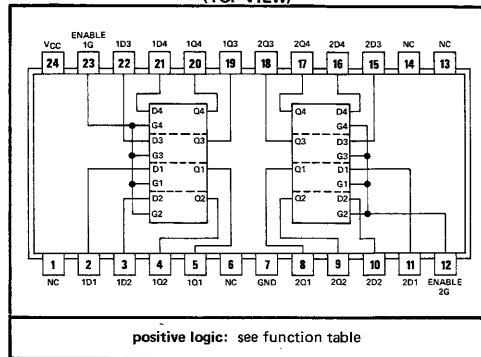 (TOP VIEW)
ENABLE
VCC 1G 1D3 1D4 1Q4 1Q3 2Q3 2Q4 2D4 2D3 NC NC
24 23 22 21 20 19 18 17 16 15 14 13
D4 Q4 Q4 D4
G4 G4
D3 Q3 Q3 D3
G3 G3
D1 Q1 Q1 D1
G1 G1
D2 Q2 Q2 D2
G2 G2
1 2 3 4 5 6 7 8 9 10 11 12
NC 1D1 1D2 1Q2 1Q1 NC GND 2Q1 2Q2 2D2 2D1 ENABLE
2G
positive logic: see function table